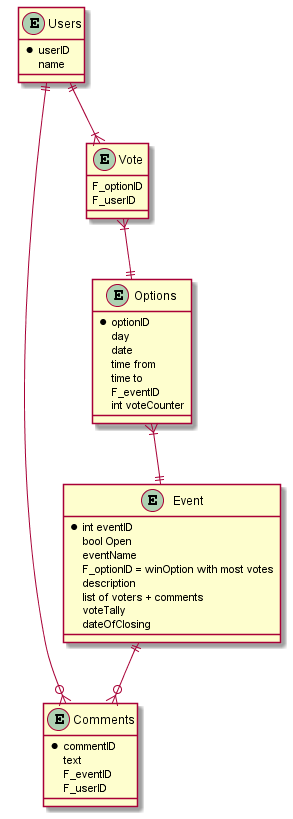 E Users
userID
name
E Vote
F_optionID
F_userID
E Options
optionID
day
date
time from
time to
F_eventID
int voteCounter
E Event
int eventID
bool Open
eventName
F_optionID = winOption with most votes
description
list of voters + comments
voteTally
dateOfClosing
E Comments
commentID
text
F_eventID
F_userID